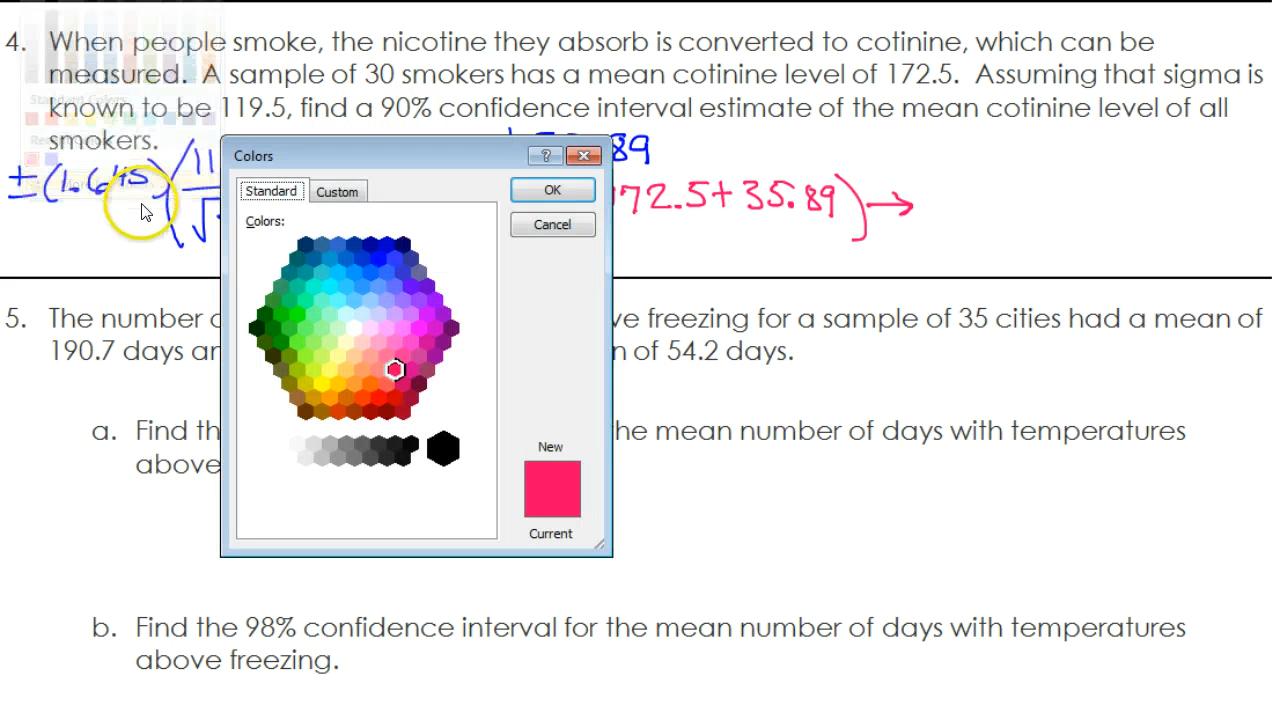 4. When people smoke, the nicotine they absorb is converted to cotinine, which can be
measured. A sample of 30 smokers has a mean cotinine level of 172.5. Assuming that sigma is
known to be 119.5, find a 90% confidence interval estimate of the mean cotinine level of all
smokers.
± (1.645) (11
√
89
172.5 + 35.89) →
Colors
Standard Custom
Colors:
OK
Cancel
New
Current
5. The number ve freezing for a sample of 35 cities had a mean of
190.7 days an n of 54.2 days.
a. Find th he mean number of days with temperatures
above
b. Find the 98% confidence interval for the mean number of days with temperatures
above freezing.